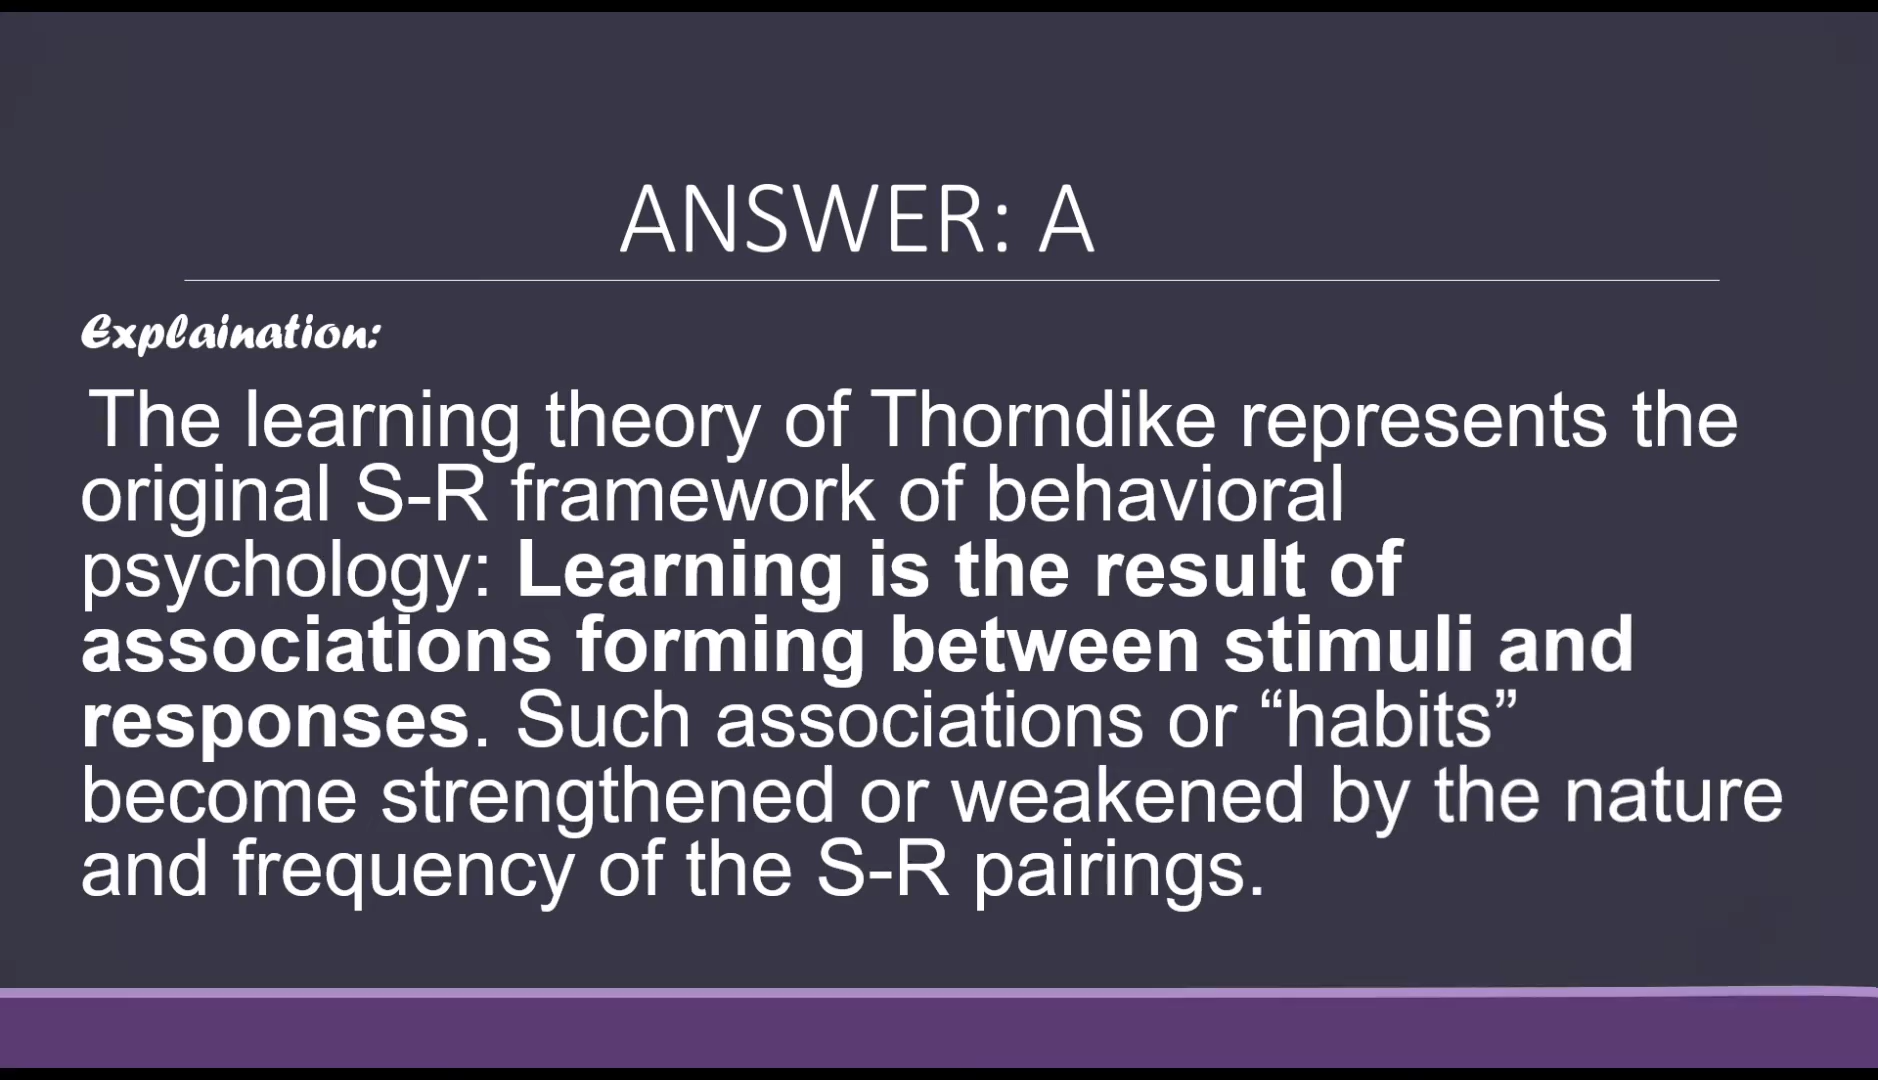 ANSWER: A
Explaination:
The learning theory of Thorndike represents the
original S-R framework of behavioral
psychology: Learning is the result of
associations forming between stimuli and
responses. Such associations or “habits”
become strengthened or weakened by the nature
and frequency of the S-R pairings.